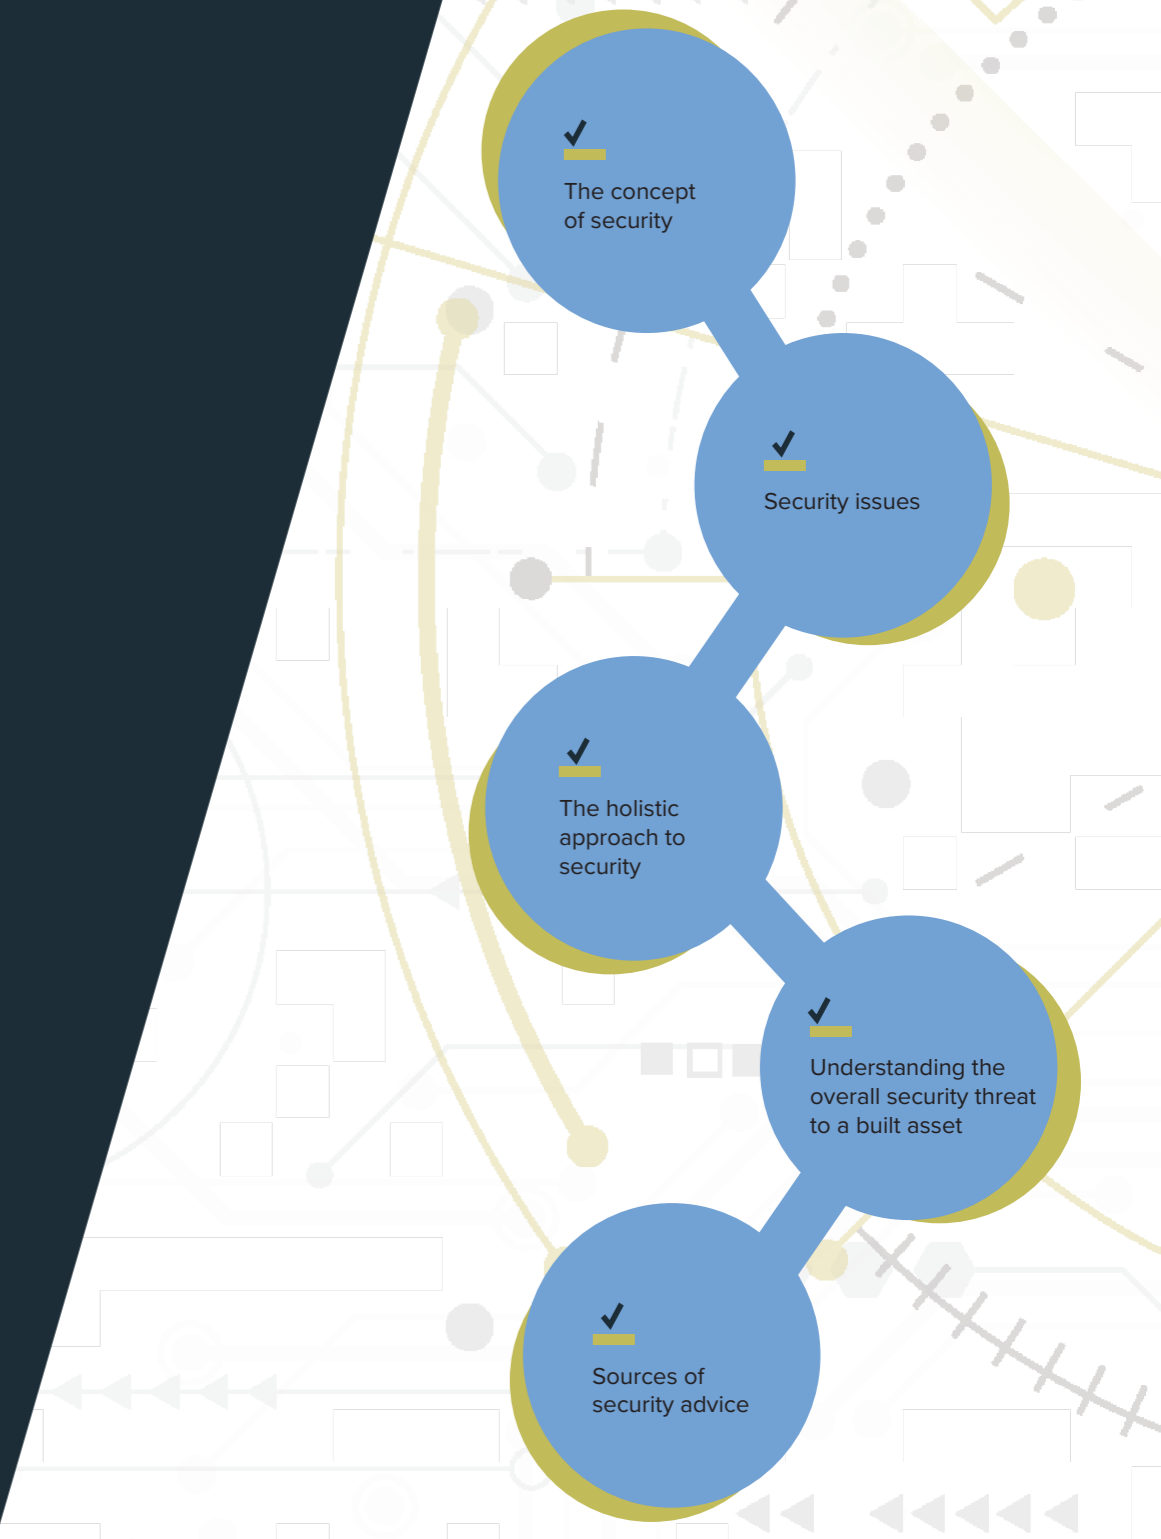 The concept
of security
Security issues
The holistic
approach to
security
Understanding the
overall security threat
to a built asset
Sources of
security advice